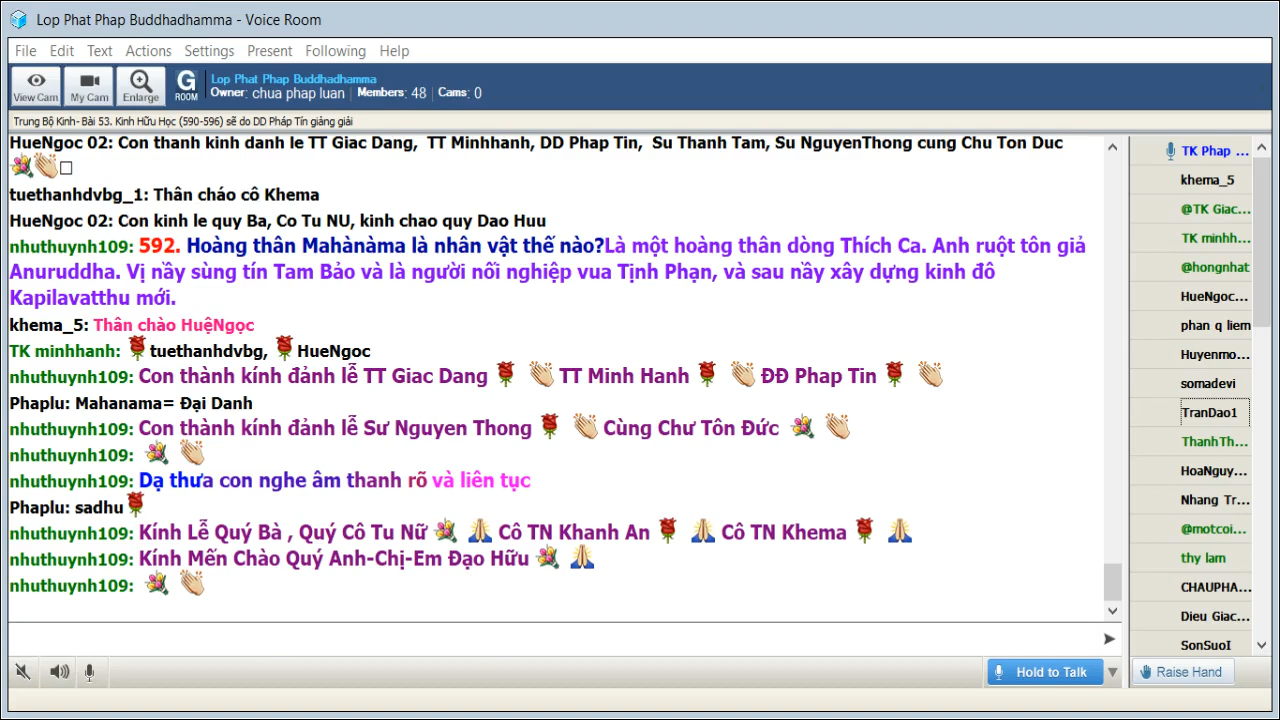 Lop Phat Phap Buddhadhamma - Voice Room
File Edit Text Actions Settings Present Following Help
View Cam My Cam Enlarge G ROOM
Lop Phat Phap Buddhadhamma
Owner: chua phap luan Members: 48 Cams: 0
Trung Bộ Kinh- Bài 53. Kinh Hữu Học (590-596) sẽ do DD Pháp Tín giảng giải
HueNgoc 02: Con thanh kinh danh le TT Giac Dang, TT Minhhanh, DD Phap Tin, Su Thanh Tam, Su NguyenThong cung Chu Ton Duc
tuethanhdvbg_1: Thân cháo cô Khema
HueNgoc 02: Con kinh le quy Ba, Co Tu NU, kinh chao quy Dao Huu
nhuthuynh109: 592. Hoàng thân Mahànàma là nhân vật thế nào?Là một hoàng thân dòng Thích Ca. Anh ruột tôn giả
Anuruddha. Vị nầy sùng tín Tam Bảo và là người nối nghiệp vua Tịnh Phạn, và sau nầy xây dựng kinh đô
Kapilavatthu mới.
khema_5: Thân chào HuệNgọc
TK minhhanh: tuethanhdvbg, HueNgoc
nhuthuynh109: Con thành kính đảnh lễ TT Giac Dang TT Minh Hanh ĐĐ Phap Tin
Phaplu: Mahanama= Đại Danh
nhuthuynh109: Con thành kính đảnh lễ Sư Nguyen Thong Cùng Chư Tôn Đức
nhuthuynh109:
nhuthuynh109: Dạ thưa con nghe âm thanh rõ và liên tục
Phaplu: sadhu
nhuthuynh109: Kính Lễ Quý Bà , Quý Cô Tu Nữ Cô TN Khanh An Cô TN Khema
nhuthuynh109: Kính Mến Chào Quý Anh-Chị-Em Đạo Hữu
nhuthuynh109:
TK Phap ...
khema_5
@TK Giac...
TK minhh...
@hongnhat
HueNgoc...
phan q liem
Huyenmo...
somadevi
TranDao1
ThanhTh...
HoaNguy...
Nhang Tr...
@motcoi...
thy lam
CHAUPHA...
Dieu Giac...
SonSuoI
Hold to Talk
Raise Hand